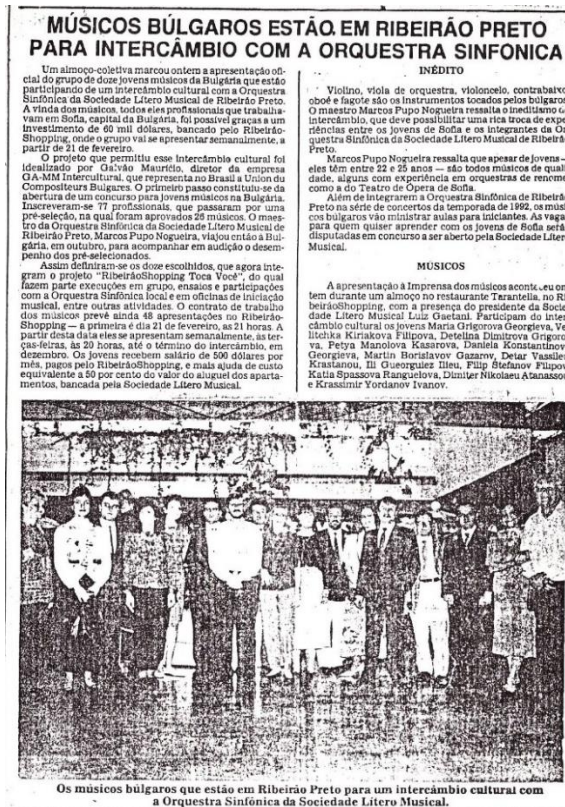 MÚSICOS BÚLGAROS ESTÃO EM RIBEIRÃO PRETO
PARA INTERCÂMBIO COM A ORQUESTRA SINFONICA
Um almoço-coletiva marcou ontem a apresentação ofi-
cial do grupo de doze jovens músicos da Bulgária que estão
participando de um intercâmbio cultural com a Orquestra
Sinfônica da Sociedade Lítero Musical de Ribeirão Preto.
A vinda dos músicos, todos eles profissionais que trabalha-
vam em Sofia, capital da Bulgária, foi possível graças a um
investimento de 60 mil dólares, bancado pelo Ribeirão-
Shopping, onde o grupo vai se apresentar semanalmente, a
partir de 21 de fevereiro.
O projeto que permitiu esse intercâmbio cultural foi
idealizado por Galvão Maurício, diretor da empresa
GA-MM Intercultural, que representa no Brasil a Union du
Compositeurs Bulgares. O primeiro passo constituiu-se da
abertura de um concurso para jovens músicos na Bulgária.
Inscreveram-se 77 profissionais, que passaram por uma
pré-seleção, na qual foram aprovados 26 músicos. O maes-
tro da Orquestra Sinfônica da Sociedade Lítero Musical de
Ribeirão Preto, Marcos Pupo Nogueira, viajou então à Bul-
gária, em outubro, para acompanhar em audição o desem-
penho dos pré-selecionados.
Assim definiram-se os doze escolhidos, que agora inte-
gram o projeto "RibeirãoShopping Toca Você", do qual
fazem parte execuções em grupo, ensaios e participações
com a Orquestra Sinfônica local e em oficinas de iniciação
musical, entre outras atividades. O contrato de trabalho
dos músicos prevê ainda 48 apresentações no Ribeirão-
Shopping — a primeira é dia 21 de fevereiro, as 21 horas. A
partir desta data eles se apresentam semanalmente, às ter-
ças-feiras, às 20 horas, até o término do intercâmbio, em
dezembro. Os jovens recebem salário de 500 dólares por
mês, pagos pelo RibeirãoShopping, e mais ajuda de custo
equivalente a 50 por cento do valor do aluguel dos aparta-
mentos, bancada pela Sociedade Lítero Musical.
INÉDITO
Violino, viola de orquestra, violoncelo, contrabaixo
oboé e fagote são os instrumentos tocados pelos búlgaros
O maestro Marcos Pupo Nogueira ressalta o ineditismo d
intercâmbio, que deve possibilitar uma rica troca de expe
riências entre os jovens de Sofia e os integrantes da Or
questra Sinfônica da Sociedade Lítero Musical de Ribeirã
Preto.
Marcos Pupo Nogueira ressalta que apesar de jovens —
eles têm entre 22 e 25 anos — são todos músicos de quali
dade, alguns com experiência em orquestras de renome
como a do Teatro de Ópera de Sofia.
Além de integrarem a Orquestra Sinfônica de Ribeirã
Preto na série de concertos da temporada de 1992, os músi
cos búlgaros vão ministrar aulas para iniciantes. As vaga
para quem quiser aprender com os jovens de Sofia serã
disputadas em concurso a ser aberto pela Sociedade Líter
Musical.
MÚSICOS
A apresentação à Imprensa dos músicos aconteceu on
tem durante um almoço no restaurante Tarantella, no Ri
beirãoShopping, com a presença do presidente da Socie
dade Lítero Musical Luiz Gaetani. Participam do inter
câmbio cultural os jovens Maria Grigorova Georgieva, Ve
litchka Kiriakova Filipova, Detelina Dimitrova Grigoro
va, Petya Manolova Kasarova, Daniela Konstantinov
Georgieva, Martin Borislavov Gazarov, Detar Vassilev
Krastanou, Ili Gueorguiez Ilieu, Filip Stefanov Filipov
Katia Spassova Ranguelova, Dimiter Nikolaeu Atanassor
e Krassimir Yordanov Ivanov.
Os músicos búlgaros que estão em Ribeirão Preto para um intercâmbio cultural com
a Orquestra Sinfônica da Sociedade Lítero Musical.